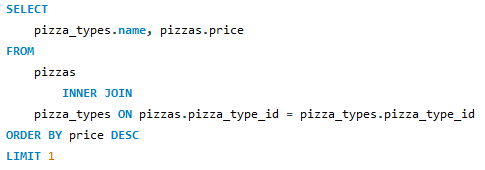 SELECT
    pizza_types.name, pizzas.price
FROM
    pizzas
        INNER JOIN
    pizza_types ON pizzas.pizza_type_id = pizza_types.pizza_type_id
ORDER BY price DESC
LIMIT 1